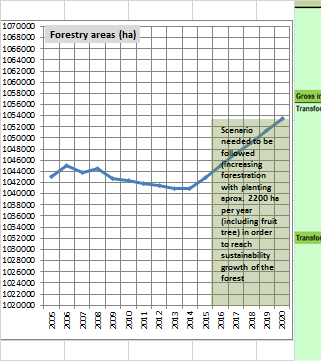 Forestry areas (ha)
1070000
1068000
1066000
1064000
1062000
1060000
1058000
1056000
1054000
1052000
1050000
1048000
1046000
1044000
1042000
1040000
1038000
1036000
1034000
1032000
1030000
1028000
1026000
1024000
1022000
1020000
Scenario
needed to be
followed
(increasing
forestration
with planting
aprox. 2200 ha
per year
(including fruit
tree) in order
to reach
sustainability
growth of the
forest
2005
2006
2007
2008
2009
2010
2011
2012
2013
2014
2015
2016
2017
2018
2019
2020
Gross in
Transfor
Transfor